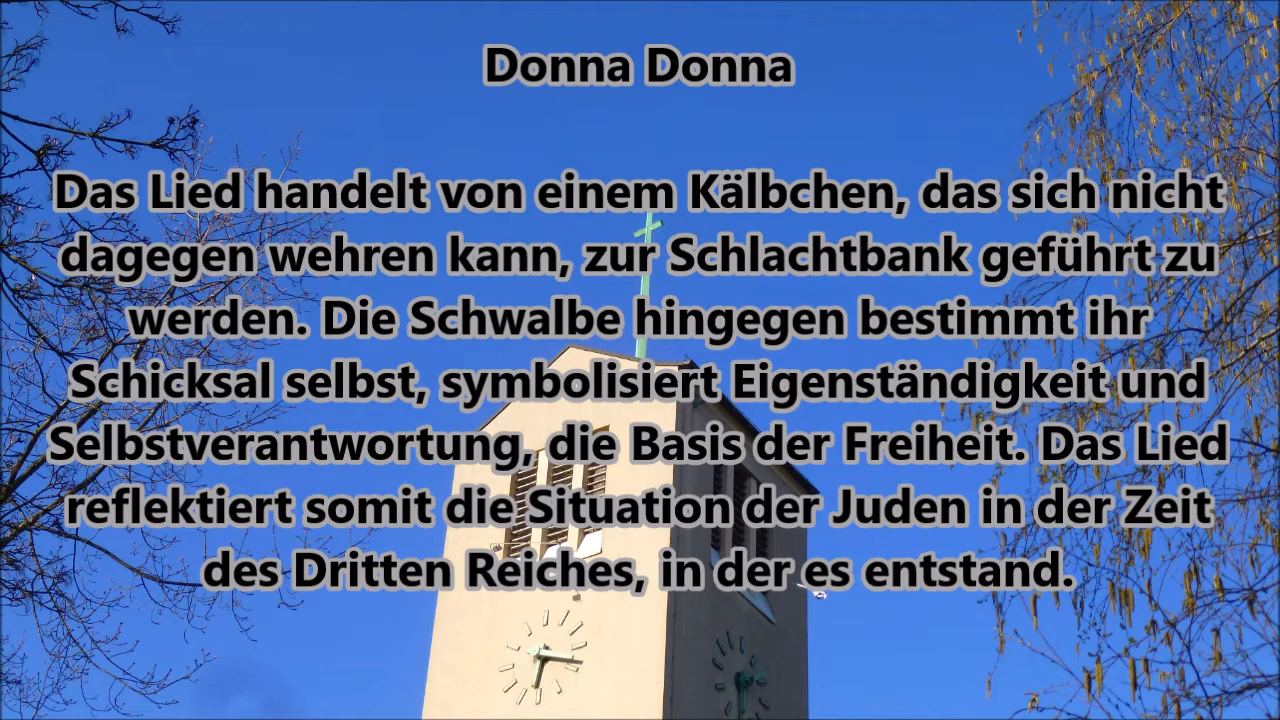 Donna Donna
Das Lied handelt von einem Kälbchen, das sich nicht
dagegen wehren kann, zur Schlachtbank geführt zu
werden. Die Schwalbe hingegen bestimmt ihr
Schicksal selbst, symbolisiert Eigenständigkeit und
Selbstverantwortung, die Basis der Freiheit. Das Lied
reflektiert somit die Situation der Juden in der Zeit
des Dritten Reiches, in der es entstand.